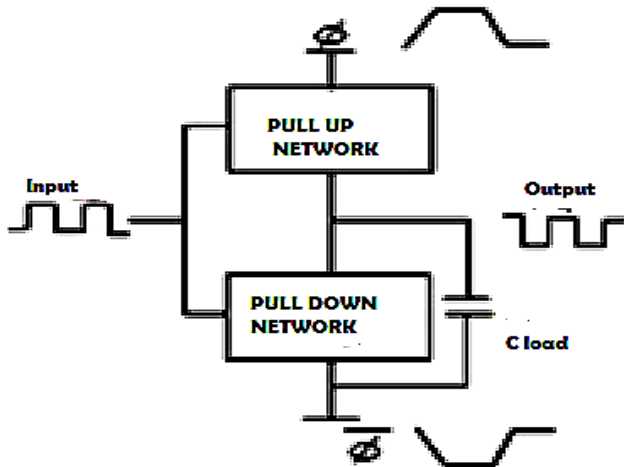 Φ
PULL UP
NETWORK
Input
Output
PULL DOWN
NETWORK
C load
Φ̅